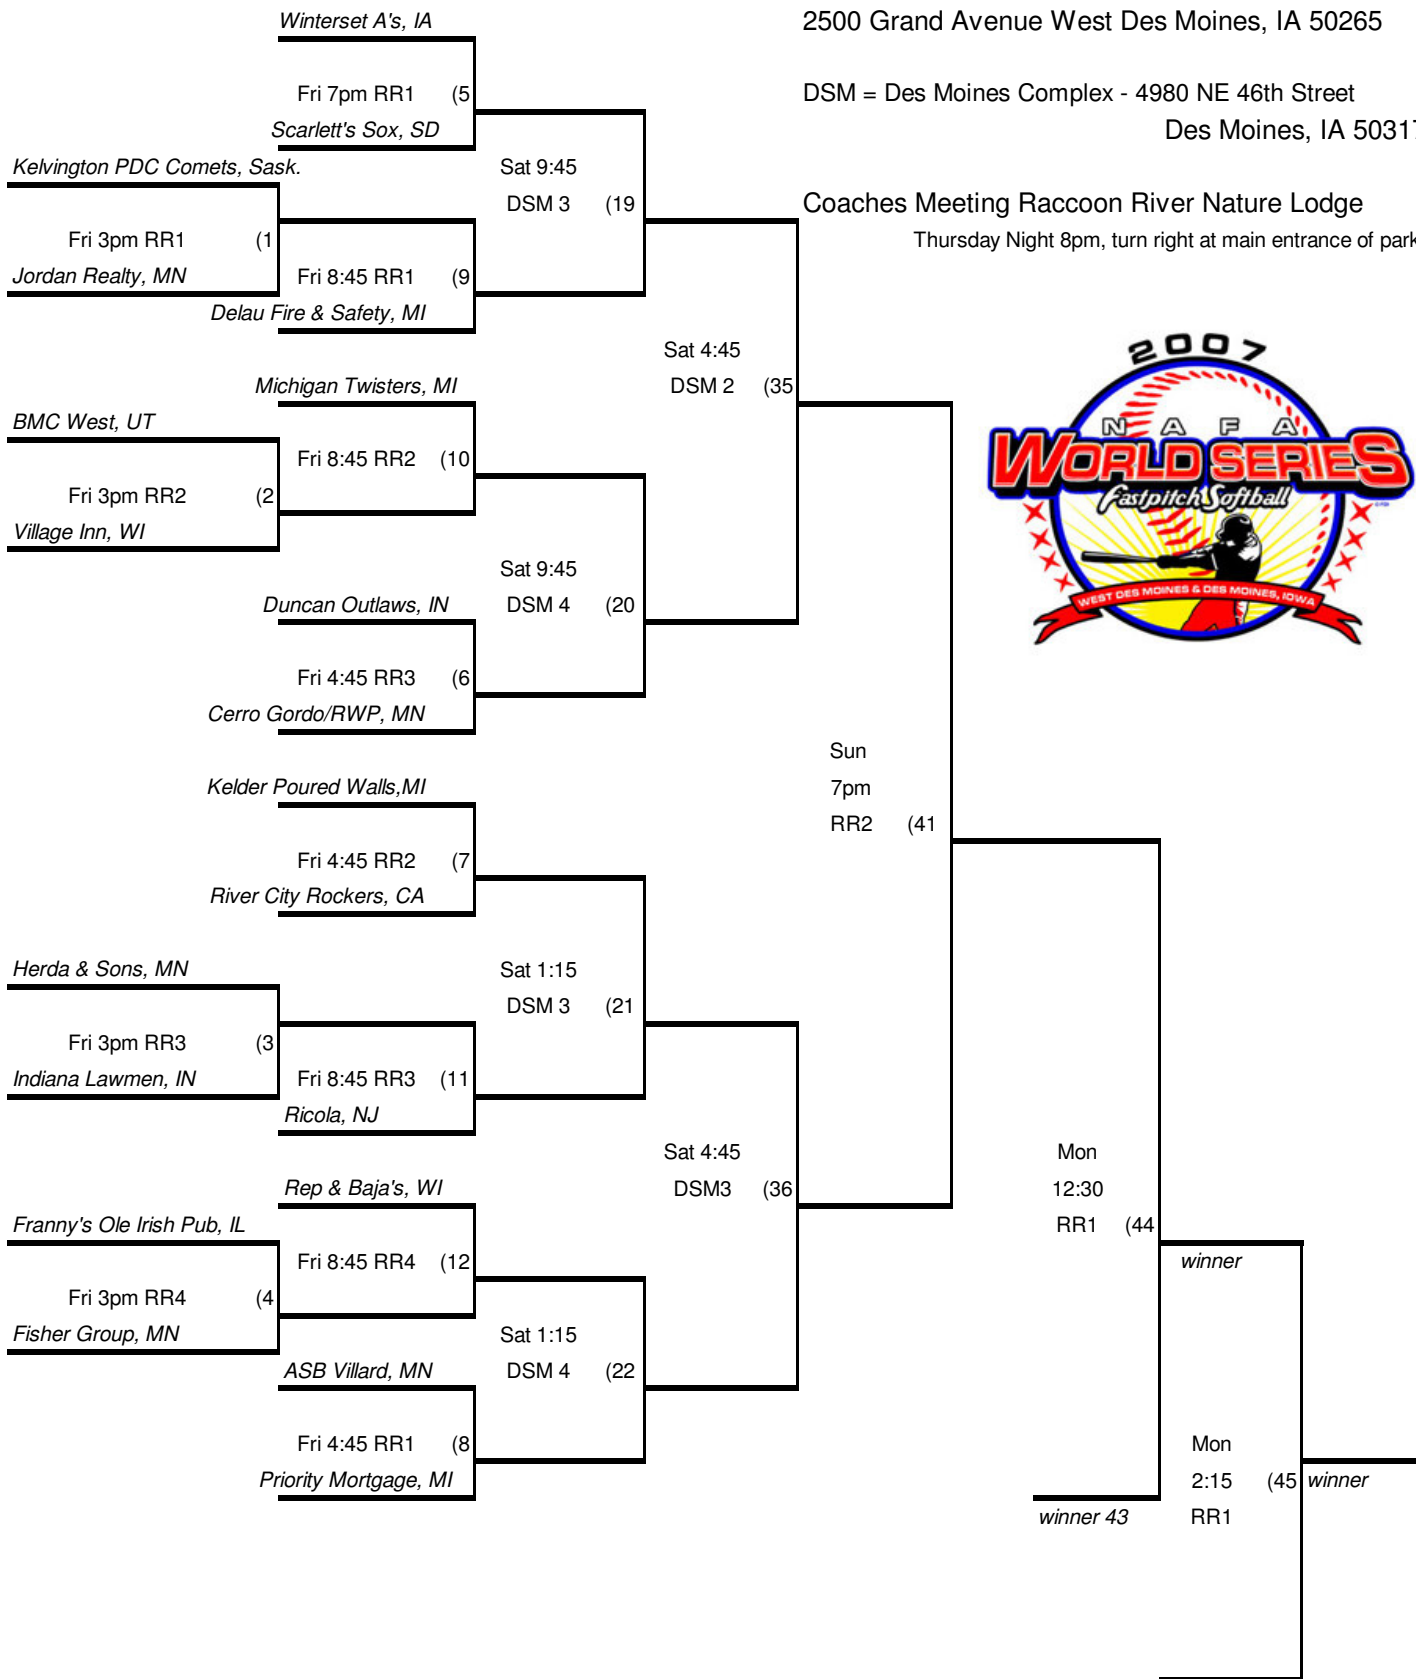 Winterset A's, IA
2500 Grand Avenue West Des Moines, IA 50265
Fri 7pm RR1 (5
DSM = Des Moines Complex - 4980 NE 46th Street
Scarlett's Sox, SD
Des Moines, IA 50317
Kelvington PDC Comets, Sask.
Sat 9:45
DSM 3 (19
Coaches Meeting Raccoon River Nature Lodge
Fri 3pm RR1 (1
Thursday Night 8pm, turn right at main entrance of park
Jordan Realty, MN
Fri 8:45 RR1 (9
Delau Fire & Safety, MI
2007
NAFA
WORLD SERIES
Fastpitch Softball
WEST DES MOINES & DES MOINES, IOWA
Sat 4:45
DSM 2 (35
Michigan Twisters, MI
BMC West, UT
Fri 8:45 RR2 (10
Fri 3pm RR2 (2
Village Inn, WI
Sat 9:45
DSM 4 (20
Duncan Outlaws, IN
Fri 4:45 RR3 (6
Cerro Gordo/RWP, MN
Sun
7pm
RR2 (41
Kelder Poured Walls,MI
Fri 4:45 RR2 (7
River City Rockers, CA
Herda & Sons, MN
Sat 1:15
DSM 3 (21
Fri 3pm RR3 (3
Indiana Lawmen, IN
Fri 8:45 RR3 (11
Ricola, NJ
Sat 4:45
DSM3 (36
Mon
12:30
RR1 (44
Rep & Baja's, WI
Franny's Ole Irish Pub, IL
Fri 8:45 RR4 (12
winner
Fri 3pm RR4 (4
Fisher Group, MN
Sat 1:15
DSM 4 (22
ASB Villard, MN
Fri 4:45 RR1 (8
Priority Mortgage, MI
Mon
2:15 (45
RR1
winner
winner 43